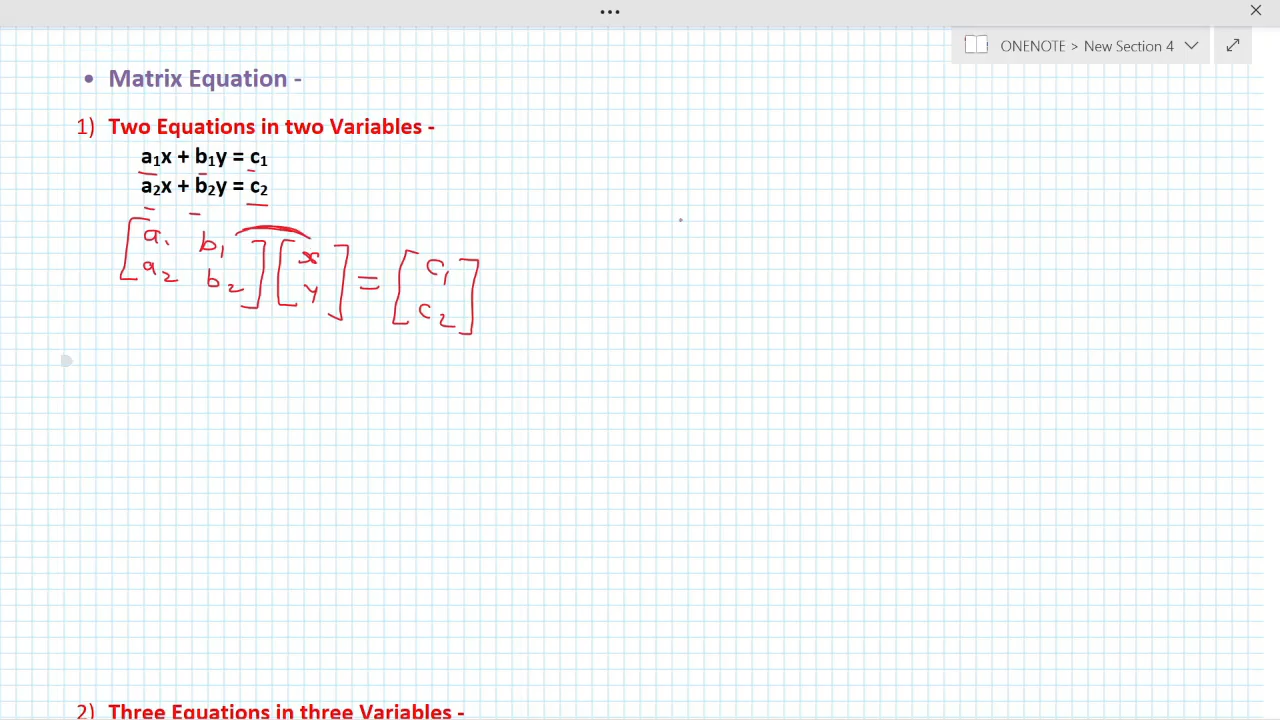 ONENOTE > New Section 4
• Matrix Equation -
1) Two Equations in two Variables -
a₁x + b₁y = c₁
a₂x + b₂y = c₂
[a₁ b₁] [x] = [c₁]
[a₂ b₂] [y] [c₂]
2) Three Equations in three Variables -